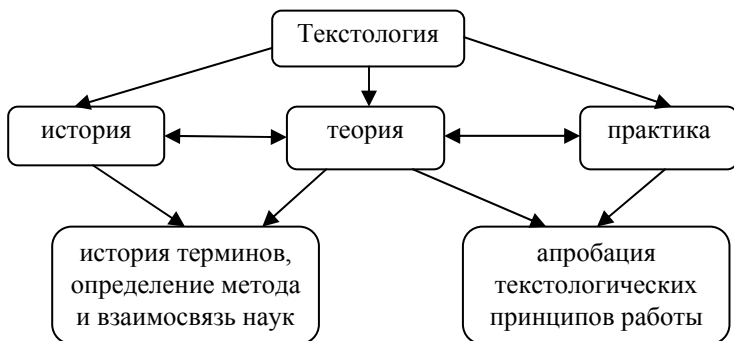 Текстология
история
теория
практика
история терминов,
определение метода
и взаимосвязь наук
апробация
текстологических
принципов работы